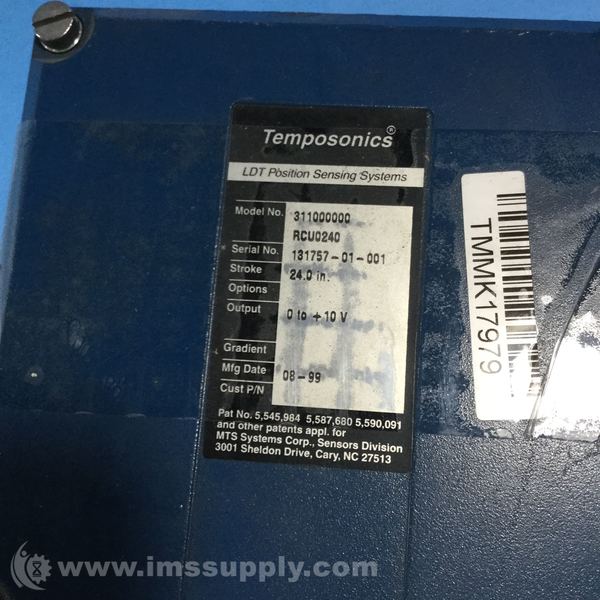 Temposonics®
LDT Position Sensing Systems
Model No. 311000000
RCU0240
Serial No. 131757-01-001
Stroke 24.0 in.
Options
Output 0 to +10 V
Gradient
Mfg Date 08-99
Cust P/N
Pat No. 5,545,984 5,587,680 5,590,091
and other patents appl. for
MTS Systems Corp., Sensors Division
3001 Sheldon Drive, Cary, NC 27513
TMMK17979
www.imssupply.com